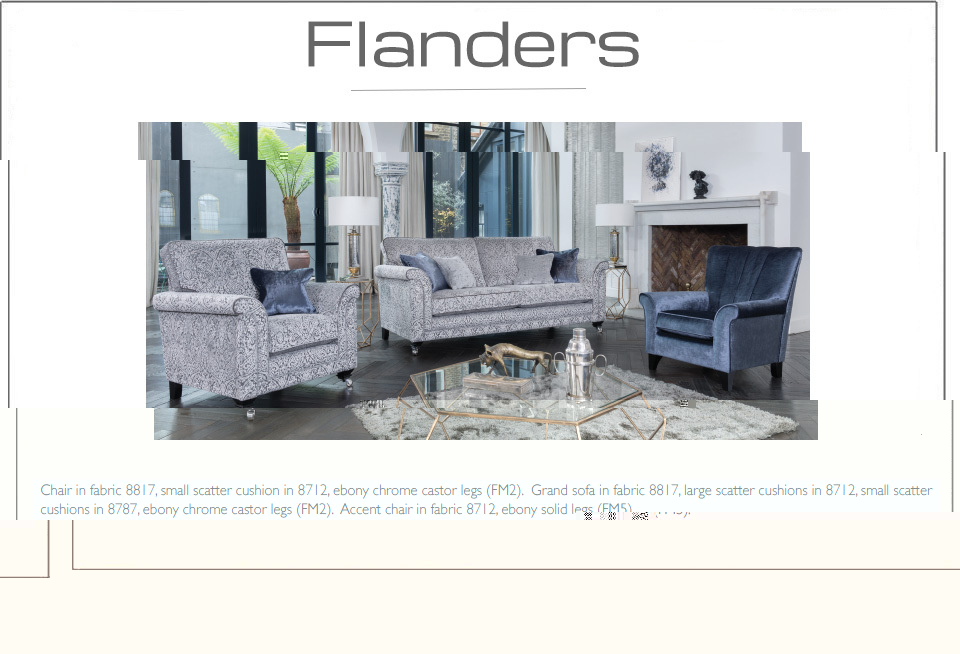 Flanders
Chair in fabric 8817, small scatter cushion in 8712, ebony chrome castor legs (FM2). Grand sofa in fabric 8817, large scatter cushions in 8712, small scatter
cushions in 8787, ebony chrome castor legs (FM2). Accent chair in fabric 8712, ebony solid legs (FM5).